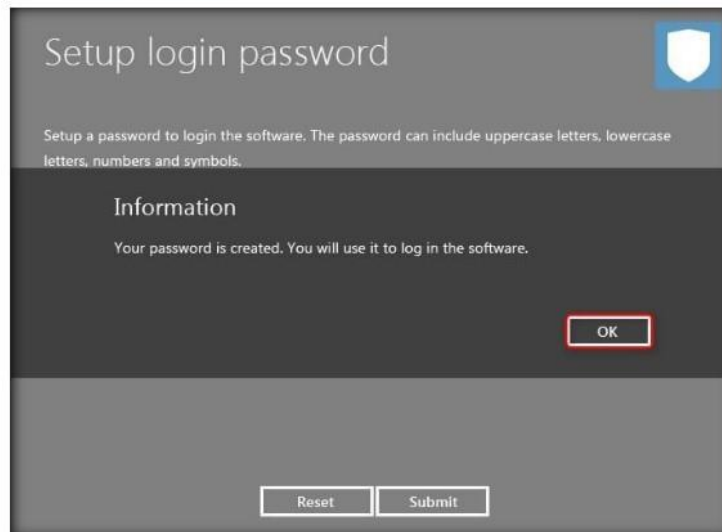 Setup login password
Setup a password to login the software. The password can include uppercase letters, lowercase
letters, numbers and symbols.
Information
Your password is created. You will use it to log in the software.
OK
Reset
Submit